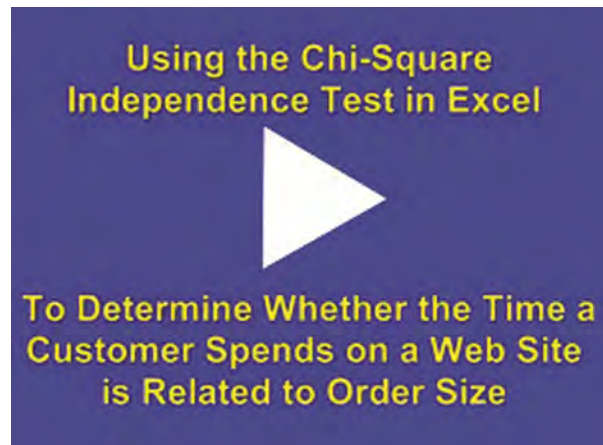 Using the Chi-Square
Independence Test in Excel
To Determine Whether the Time a
Customer Spends on a Web Site
is Related to Order Size